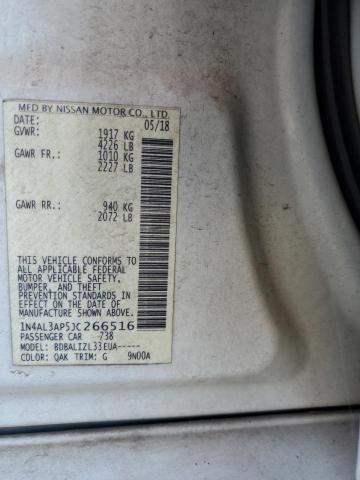 MFD BY NISSAN MOTOR CO., LTD.
DATE: 05/18
GVWR: 1917 KG
4226 LB
GAWR FR.: 1010 KG
2227 LB
GAWR RR.: 940 KG
2072 LB
THIS VEHICLE CONFORMS TO
ALL APPLICABLE FEDERAL
MOTOR VEHICLE SAFETY,
BUMPER, AND THEFT
PREVENTION STANDARDS IN
EFFECT ON THE DATE OF
MANUFACTURE SHOWN ABOVE.
1N4AL3AP5JC266516
PASSENGER CAR 738
MODEL: BDBALIZL33EUA-----
COLOR: QAK TRIM: G 9N00A